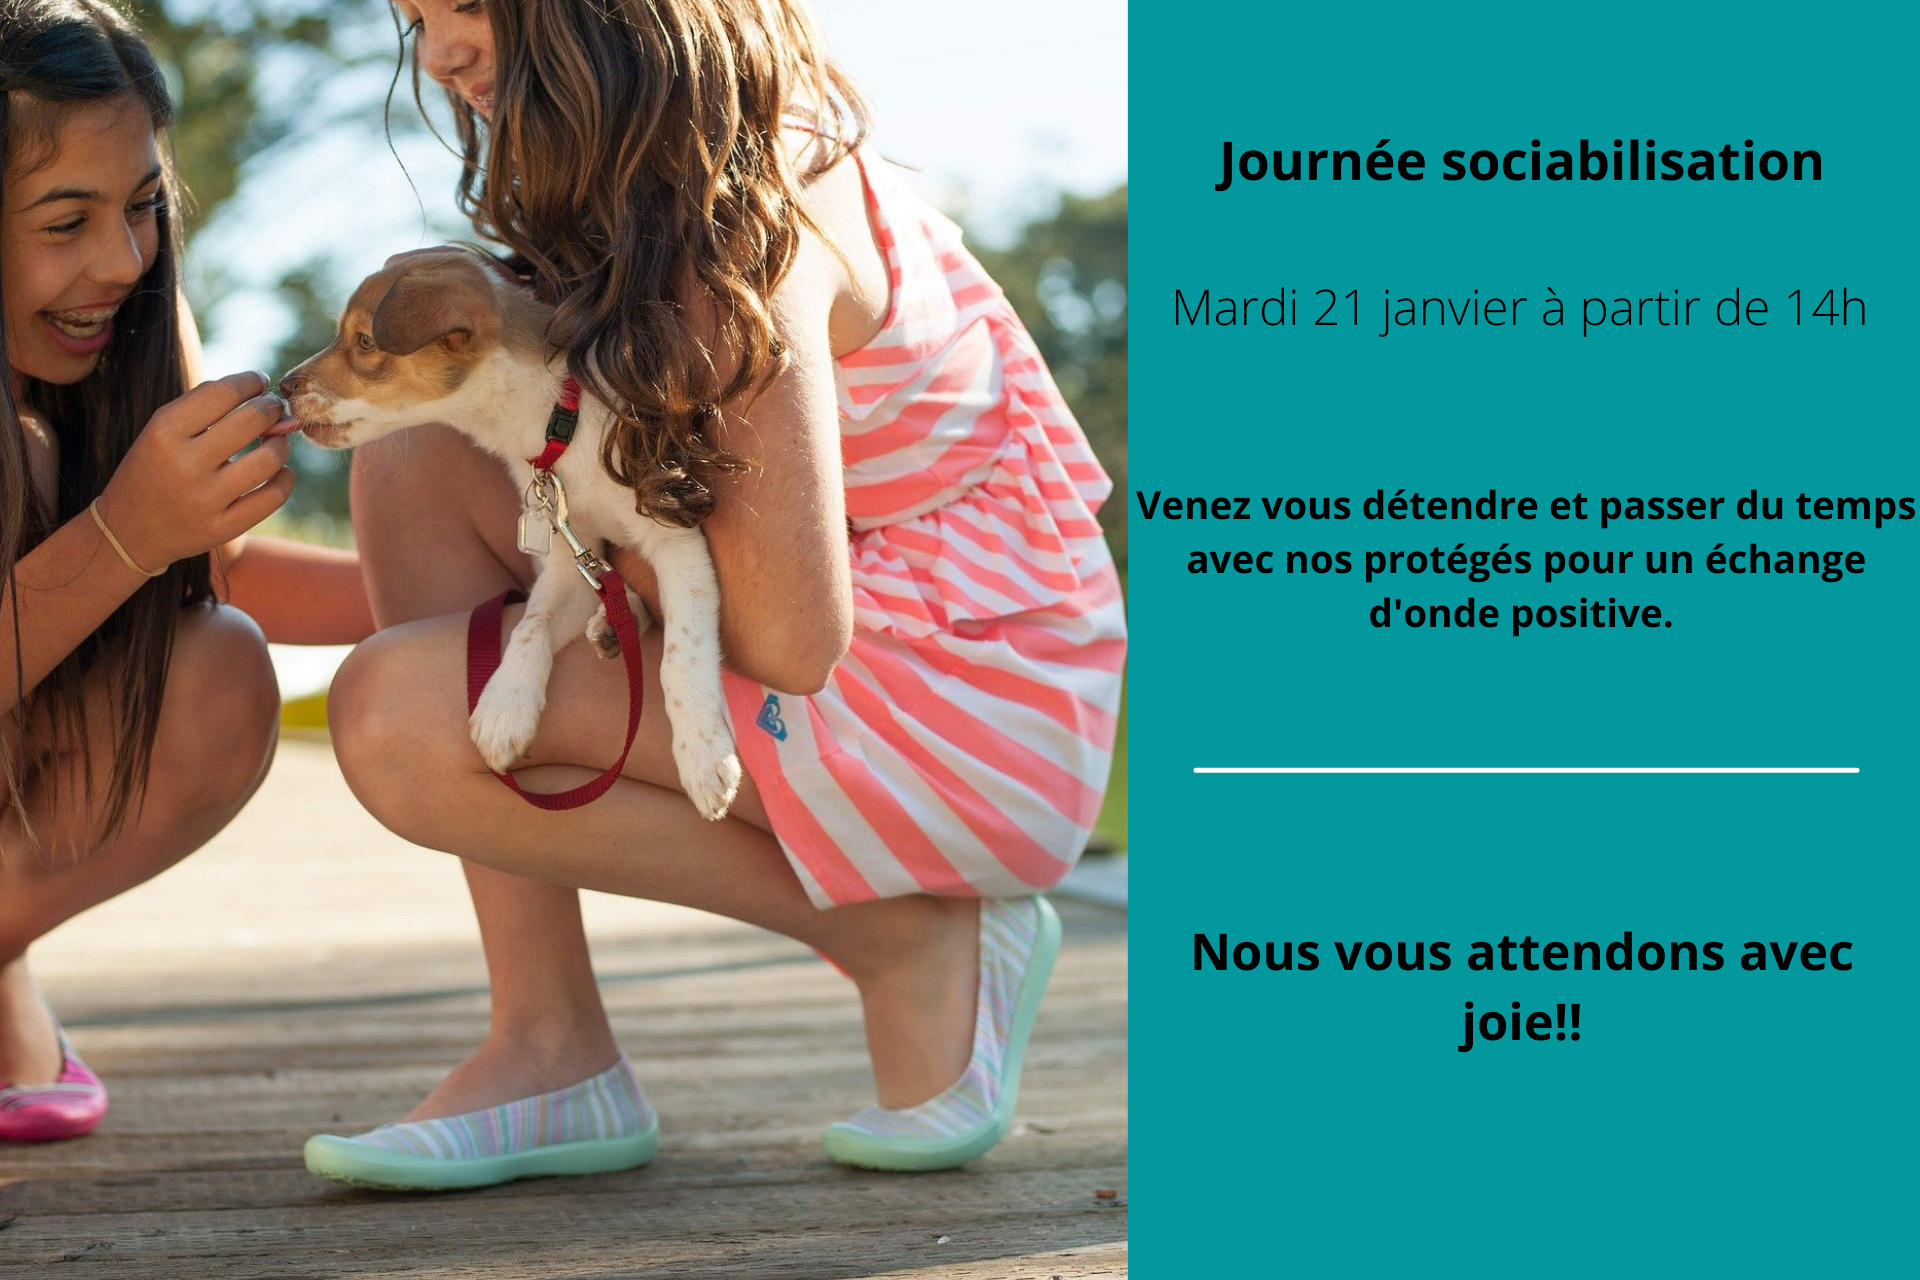 Journée sociabilisation
Mardi 21 janvier à partir de 14h
Venez vous détendre et passer du temps
avec nos protégés pour un échange
d'onde positive.
Nous vous attendons avec
joie!!